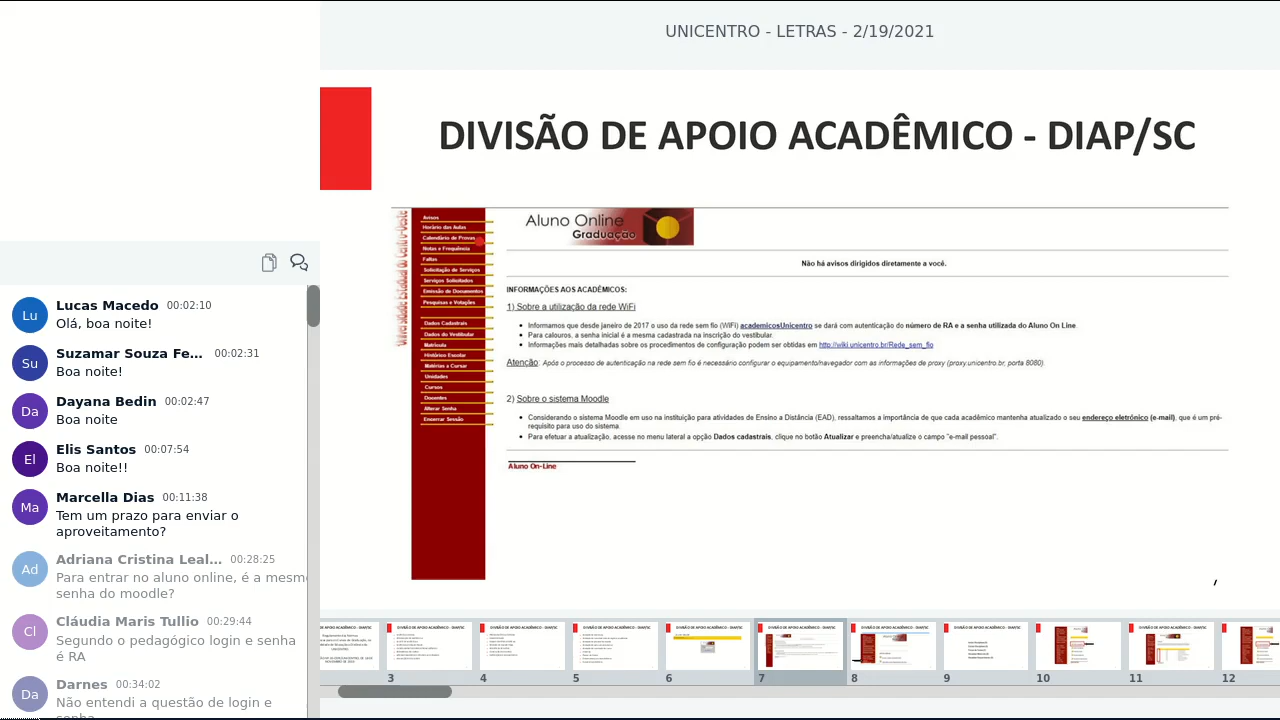 UNICENTRO - LETRAS - 2/19/2021
DIVISÃO DE APOIO ACADÊMICO - DIAP/SC
Lu
Lucas Macedo 00:02:10
Olá, boa noite!
Su
Suzamar Souza Fe... 00:02:31
Boa noite!
Da
Dayana Bedin 00:02:47
Boa noite
El
Elis Santos 00:07:54
Boa noite!!
Ma
Marcella Dias 00:11:38
Tem um prazo para enviar o
aproveitamento?
Ad
Adriana Cristina Leal... 00:28:25
Para entrar no aluno online, é a mesm
senha do moodle?
Cl
Cláudia Maris Tullio 00:29:44
Segundo o pedagogo login e senha
é RA
Da
Darnes 00:34:02
Não entendi a questão de login e
senha
Avisos
Horário das Aulas
Calendário de Provas
Notas e Frequência
Faltas
Solicitação de Serviços
Serviços Solicitados
Emissão de Documentos
Pesquisas e Votações
Dados Cadastrais
Dados do Vestibular
Matrícula
Histórico Escolar
Matérias a Cursar
Unidades
Cursos
Docentes
Alterar Senha
Encerrar Sessão
Aluno Online
Graduação
Não há avisos dirigidos diretamente a você.
INFORMAÇÕES AOS ACADÊMICOS:
1) Sobre a utilização da rede WiFi
Informamos que desde janeiro de 2017 o uso da rede sem fio (WIFI) academicosUnicentro se dará com autenticação do número de RA e a senha utilizada do Aluno On Line.
Para calouros, a senha inicial é a mesma cadastrada na inscrição do vestibular.
Informações mais detalhadas sobre os procedimentos de configuração podem ser obtidas em http://wiki.unicentro.br/Rede_sem_fio
Atenção: Após o processo de autenticação na rede sem fio é necessário configurar o equipamento/navegador com as informações de proxy (proxy.unicentro.br, porta 8080).
2) Sobre o sistema Moodle
Considerando o sistema Moodle em uso na instituição para atividades de Ensino a Distância (EAD), ressaltamos a importância de que cada acadêmico mantenha atualizado o seu endereço eletrônico (e-mail), que é um pré-
requisito para uso do sistema.
Para efetuar a atualização, acesse no menu lateral a opção Dados cadastrais, clique no botão Atualizar e preencha/atualize o campo "e-mail pessoal".
Aluno On-Line
3 4 5 6 7 8 9 10 11 12